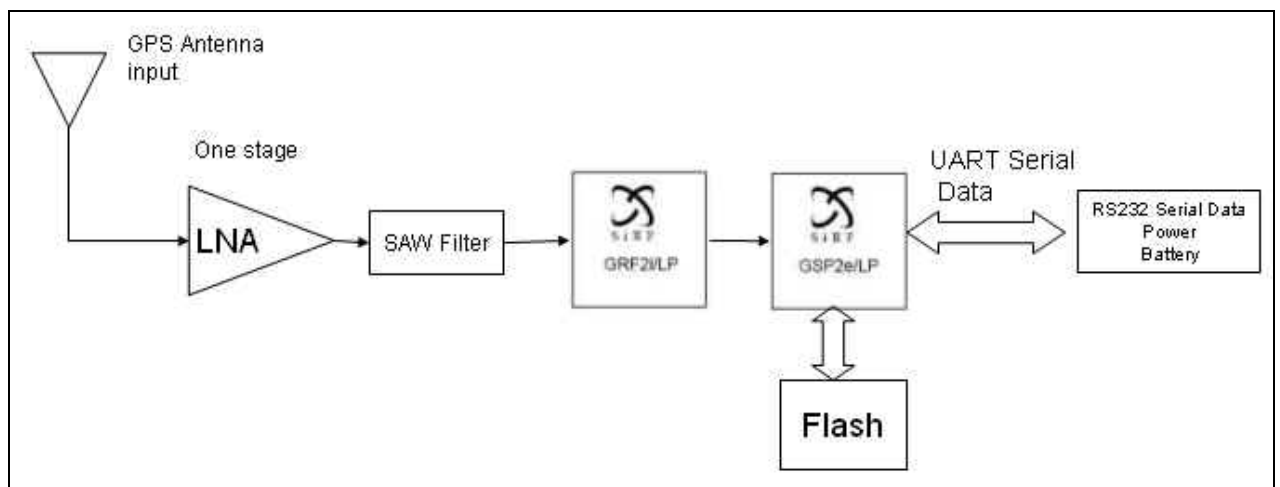 GPS Antenna
input
One stage
LNA
SAW Filter
SiRF
GRF2i/LP
SiRF
GSP2e/LP
UART Serial
Data
RS232 Serial Data
Power
Battery
Flash